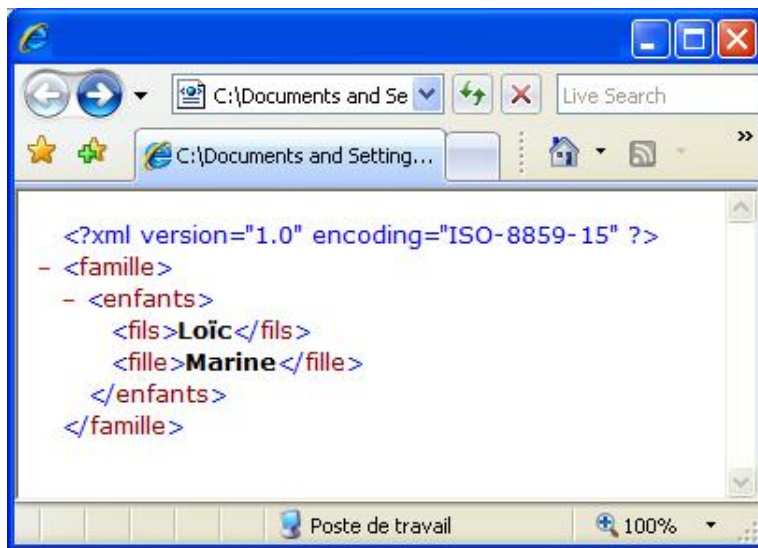 C:\Documents and Se
Live Search
C:\Documents and Setting...
»
<?xml version="1.0" encoding="ISO-8859-15" ?>
– <famille>
– <enfants>
<fils>Loïc</fils>
<fille>Marine</fille>
</enfants>
</famille>
Poste de travail
100%